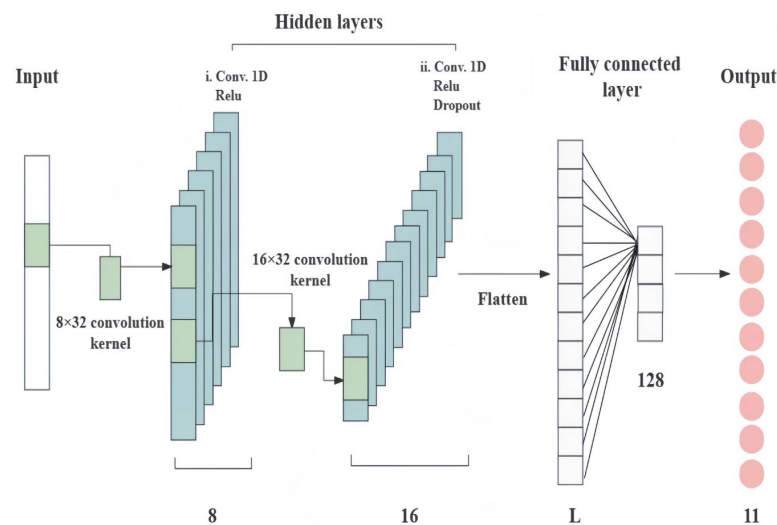 Hidden layers
Input
i. Conv. 1D
Relu
ii. Conv. 1D
Relu
Dropout
Fully connected
layer
Output
8×32 convolution
kernel
16×32 convolution
kernel
Flatten
128
8
16
L
11